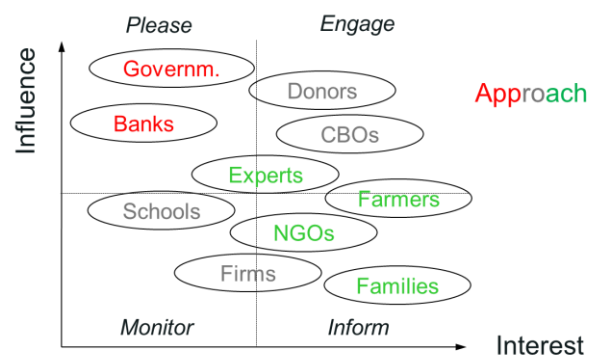 Please
Engage
Influence
Governm.
Donors
Approach
Banks
CBOs
Experts
Farmers
Schools
NGOs
Firms
Families
Monitor
Inform
Interest